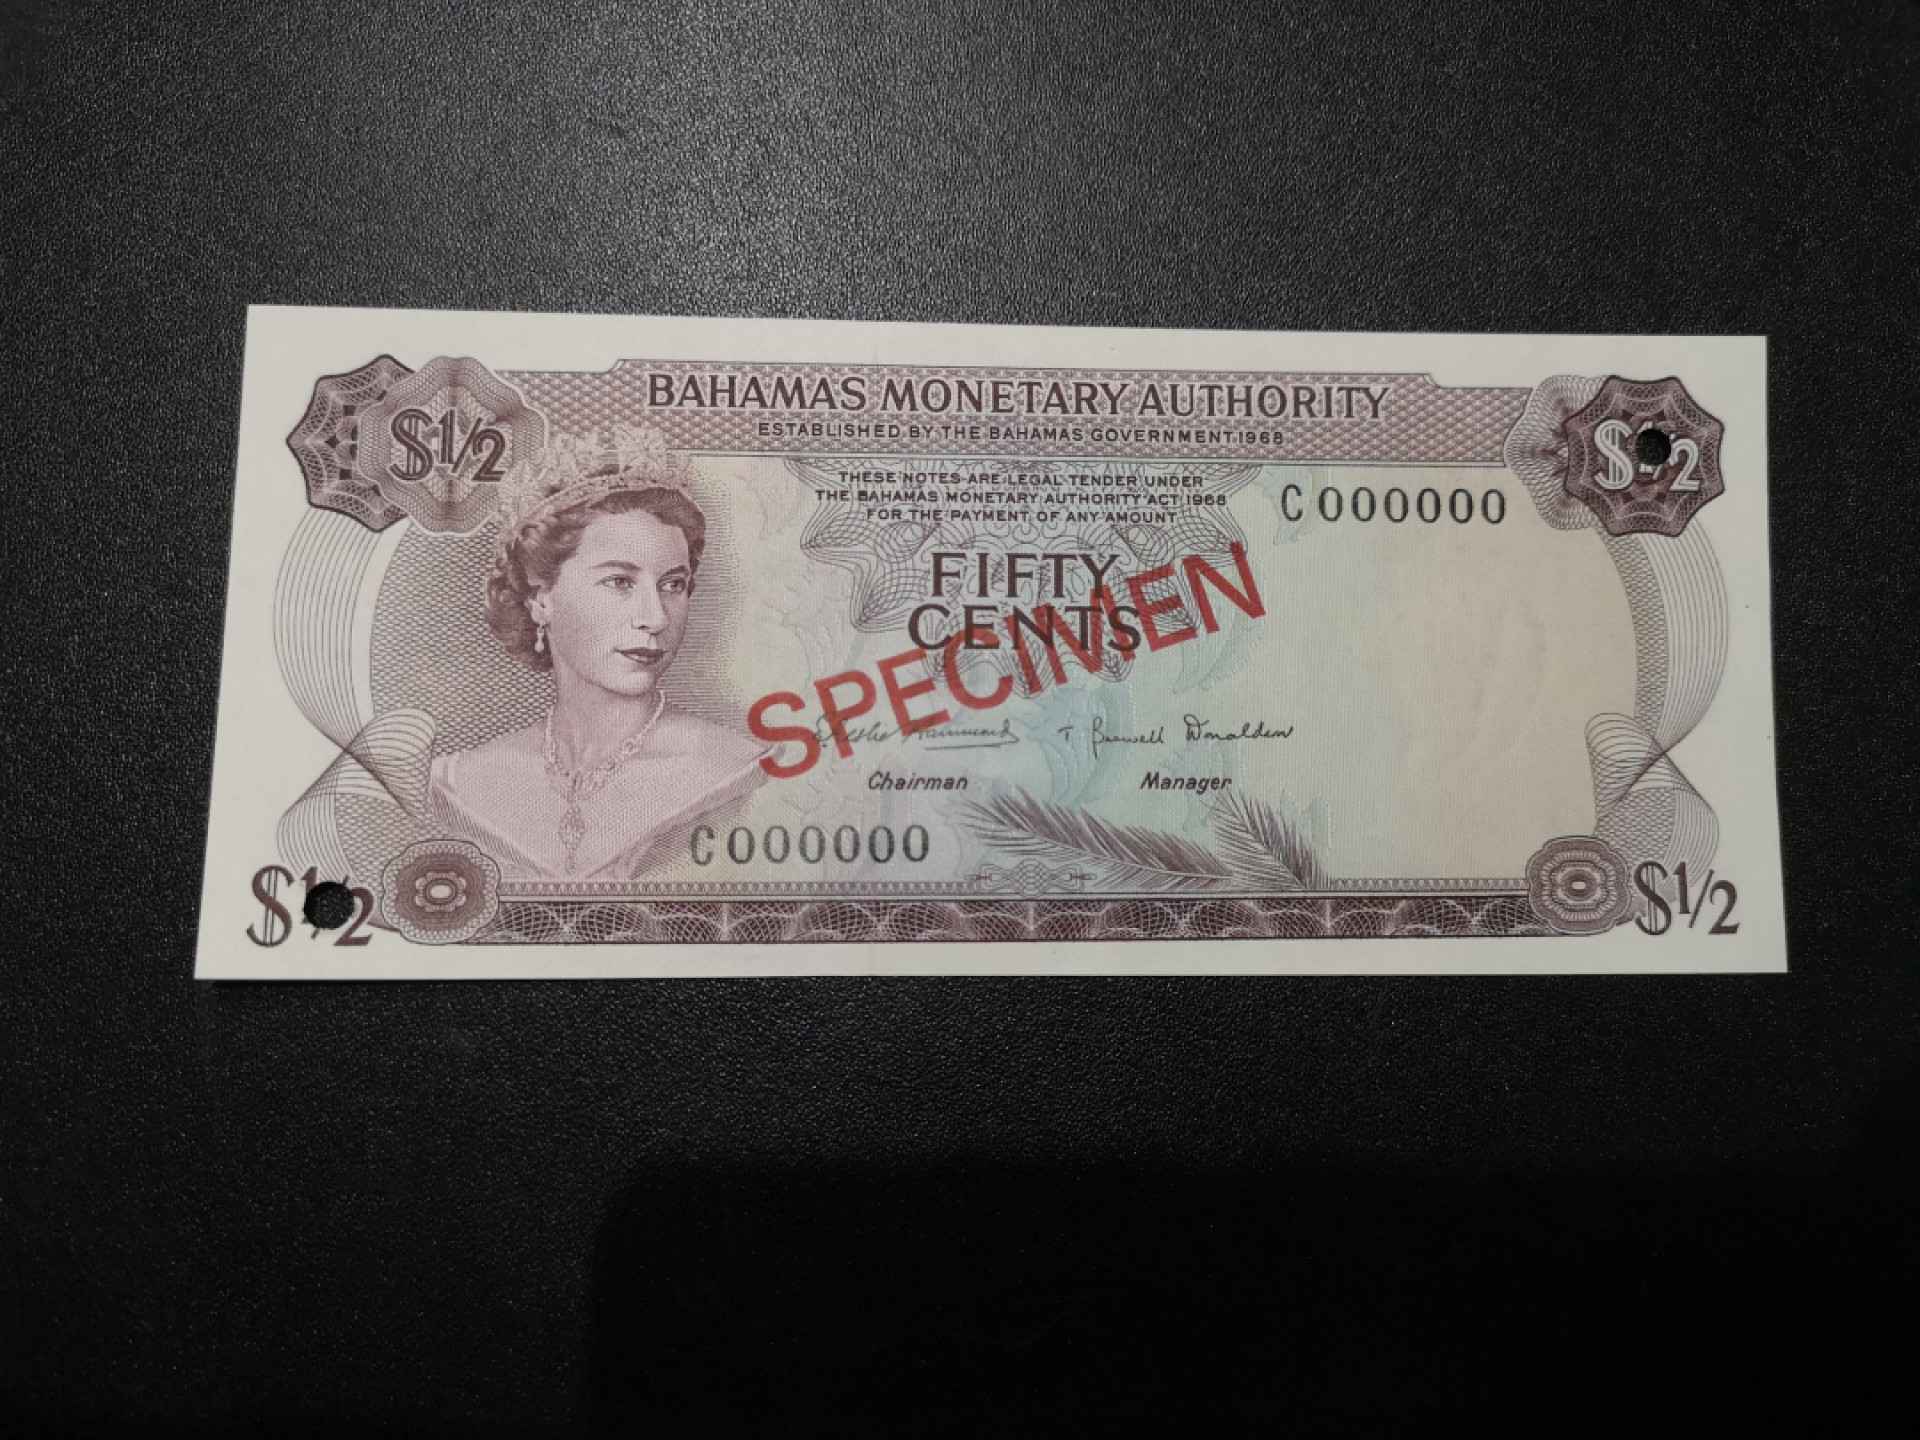 BAHAMAS MONETARY AUTHORITY
ESTABLISHED BY THE BAHAMAS GOVERNMENT 1968
$1/2
$1/2
THESE NOTES ARE LEGAL TENDER UNDER
THE BAHAMAS MONETARY AUTHORITY ACT 1968
FOR THE PAYMENT OF ANY AMOUNT
C000000
FIFTY
CENTS
SPECIMEN
T Donaldson
Chairman
Manager
C000000
$1/2
$1/2